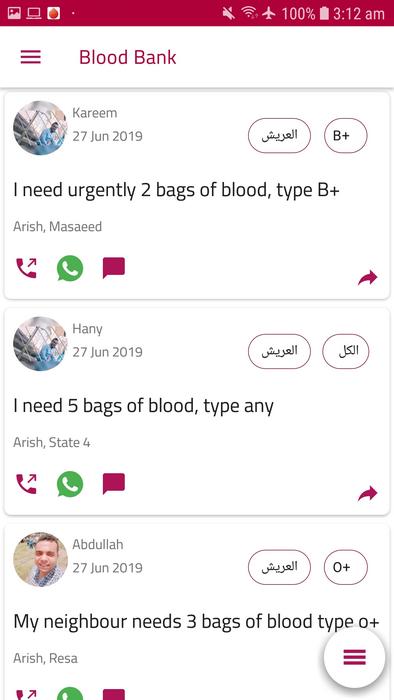 100% 3:12 am
Blood Bank
Kareem
27 Jun 2019
العريش
B+
I need urgently 2 bags of blood, type B+
Arish, Masaeed
Hany
27 Jun 2019
العريش
الكل
I need 5 bags of blood, type any
Arish, State 4
Abdullah
27 Jun 2019
العريش
O+
My neighbour needs 3 bags of blood type o+
Arish, Resa